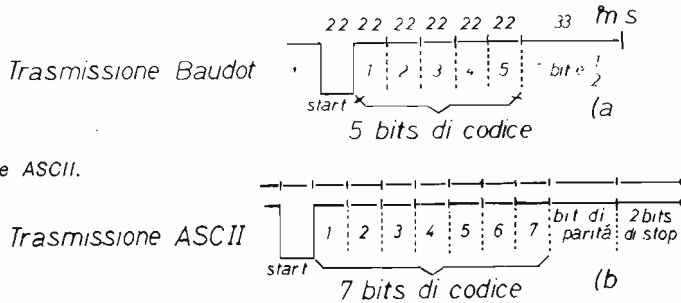 22 22 22 22 22 22 33 ms
Trasmissione Baudot
1 2 3 4 5 bit e 1/2
start
(a
5 bits di codice
e ASCII.
Trasmissione ASCII
1 2 3 4 5 6 7 bit di parità 2 bits di stop
start
(b
7 bits di codice